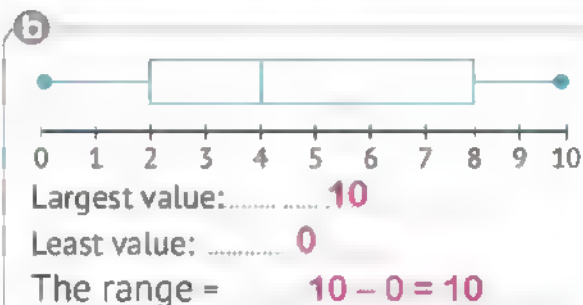 b
0 1 2 3 4 5 6 7 8 9 10
Largest value:.............10
Least value: ........... 0
The range = 10 – 0 = 10